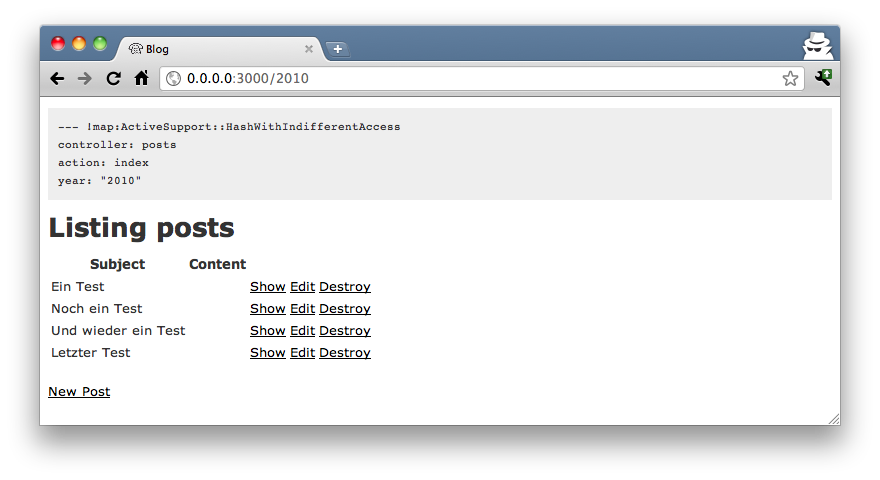 Blog
0.0.0.0:3000/2010
--- !map:ActiveSupport::HashWithIndifferentAccess
controller: posts
action: index
year: "2010"
Listing posts
Subject Content
Ein Test Show Edit Destroy
Noch ein Test Show Edit Destroy
Und wieder ein Test Show Edit Destroy
Letzter Test Show Edit Destroy
New Post